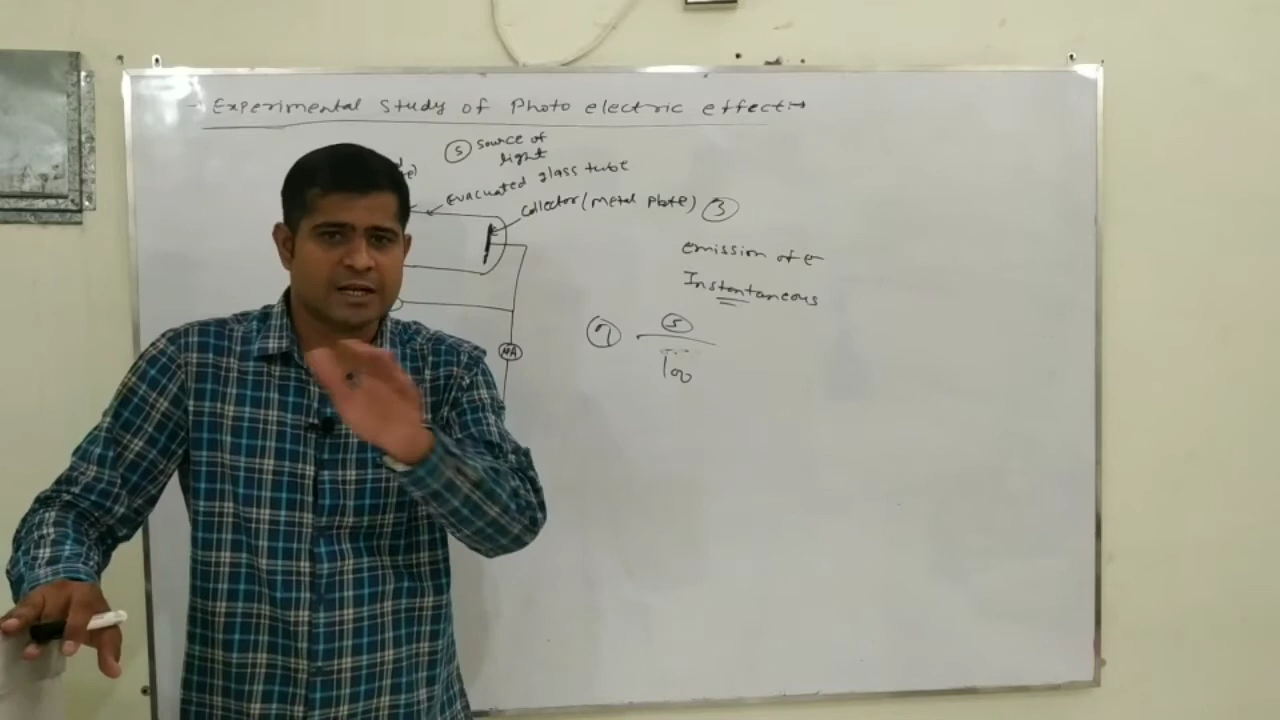 Experimental Study of Photo electric effect:→
(5) Source of
light
evacuated glass tube
collector (metal plate) (3)
emission of e⁻
Instantaneous
μA
(5)
100